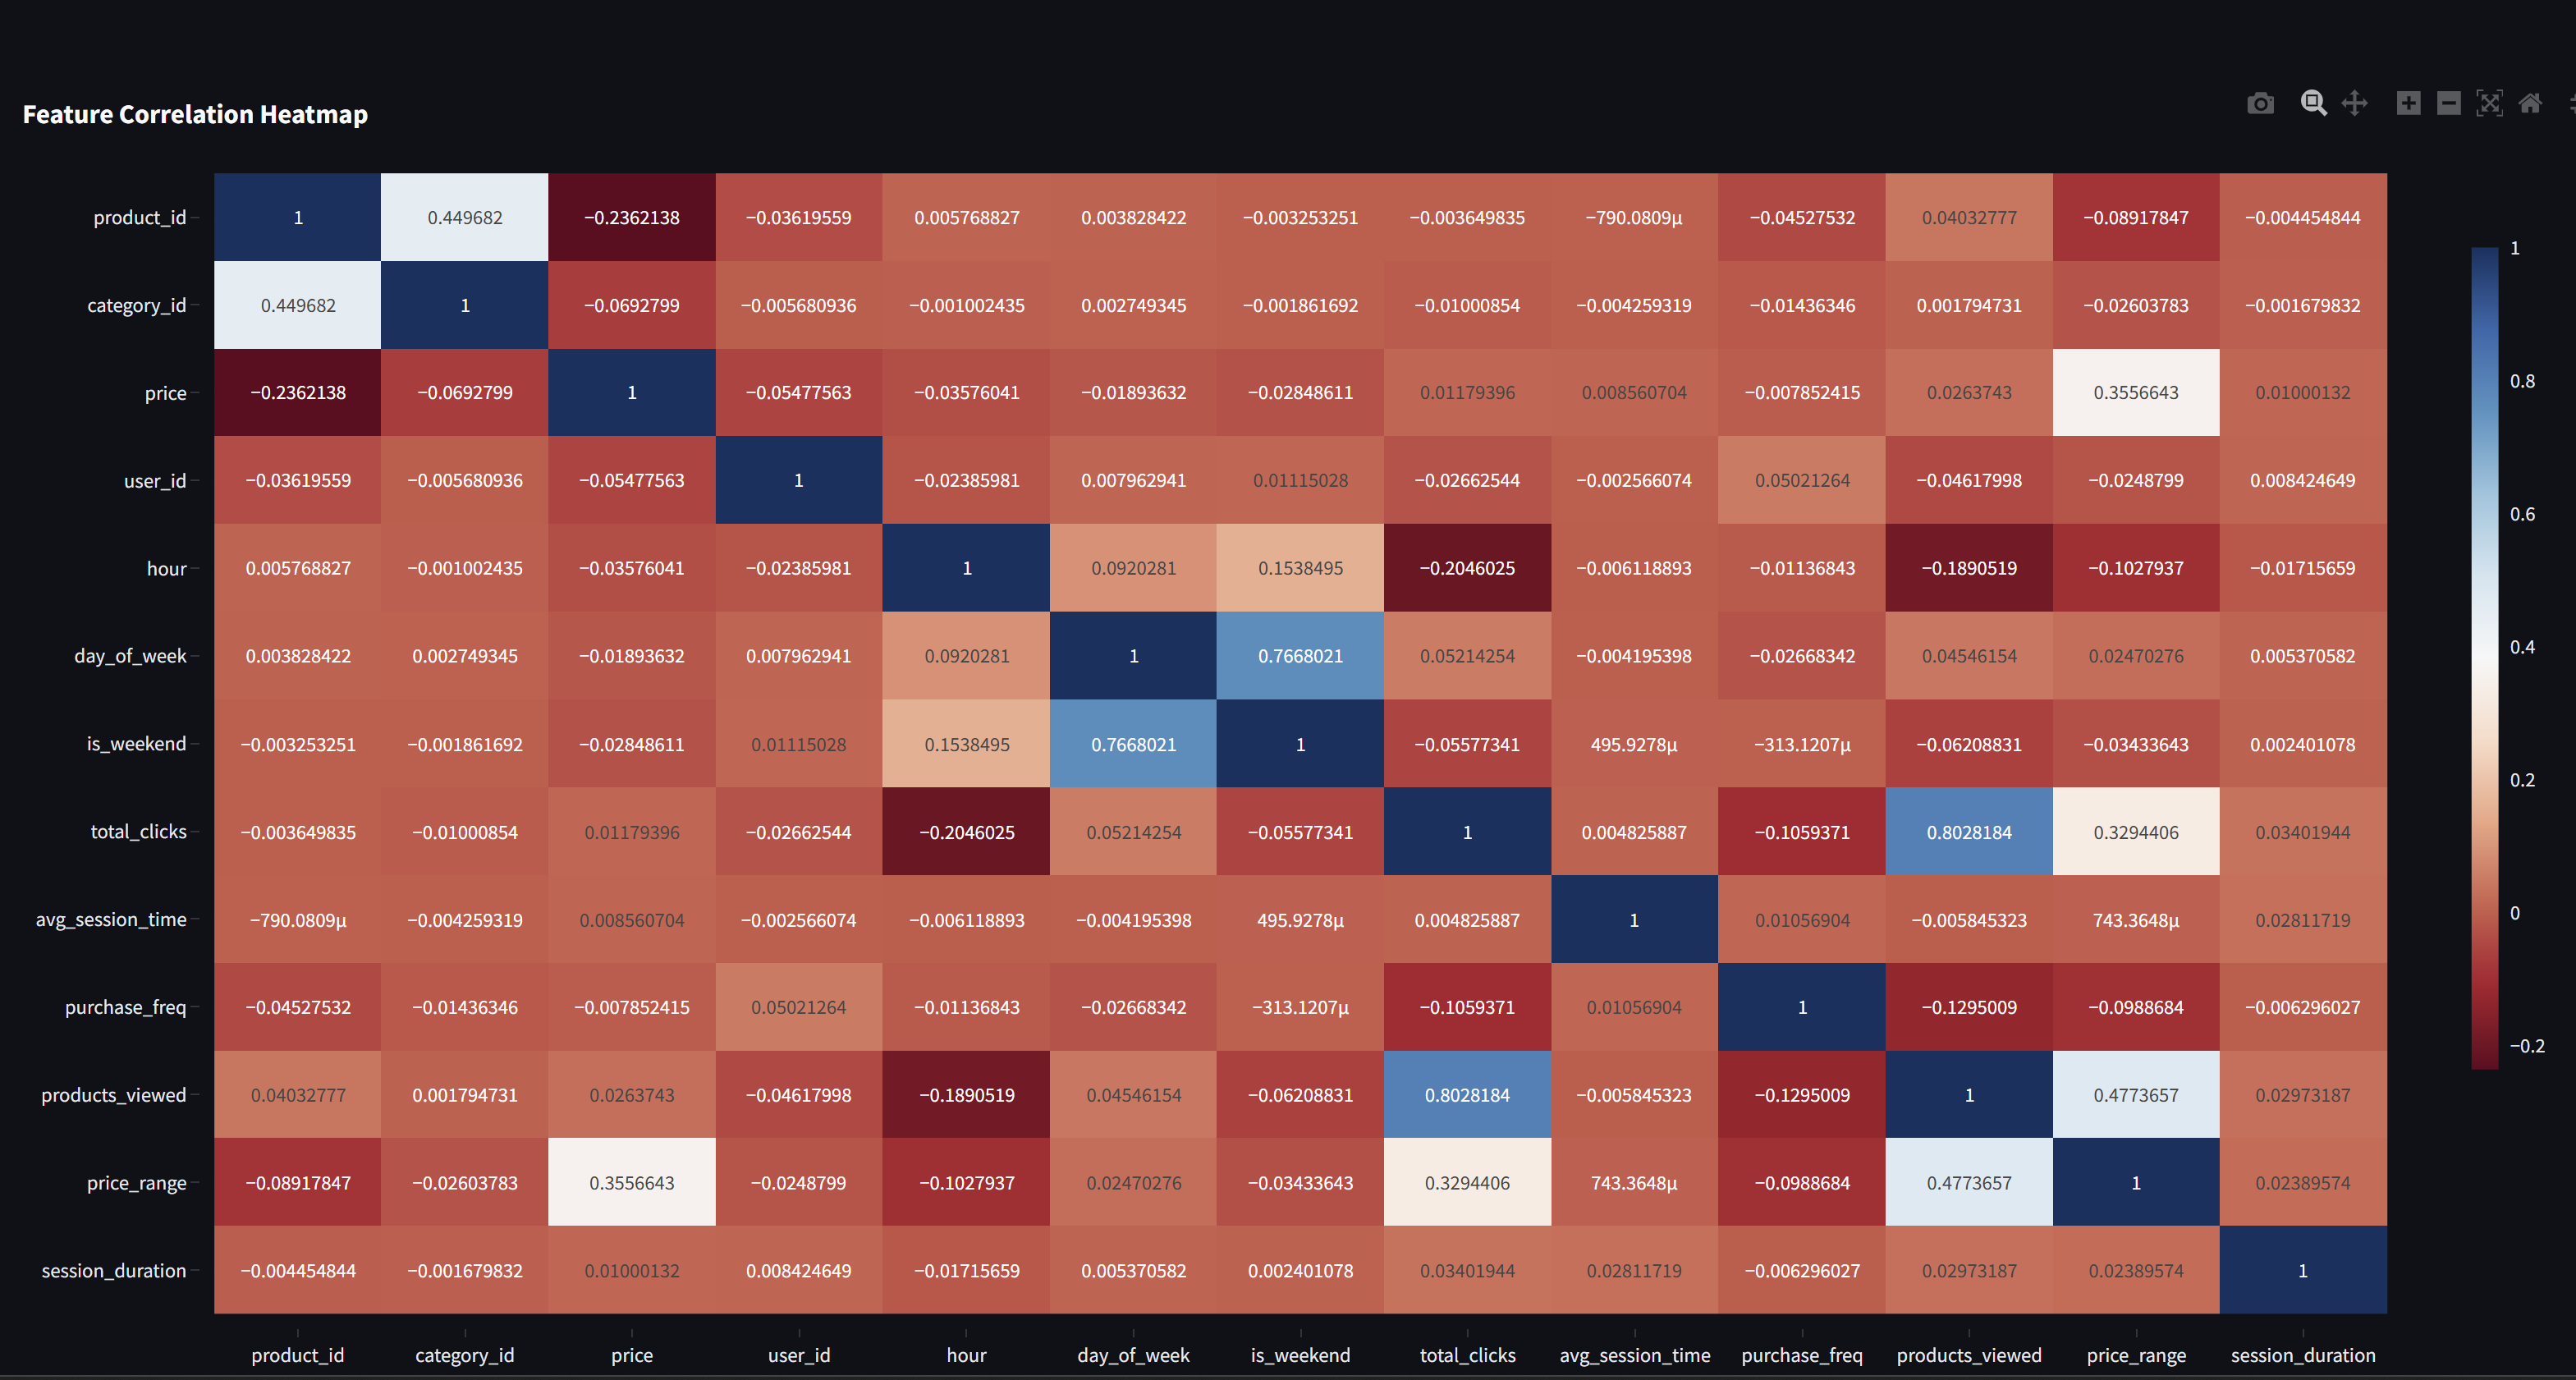 Feature Correlation Heatmap
product_id 1 0.449682 −0.2362138 −0.03619559 0.005768827 0.003828422 −0.003253251 −0.003649835 −790.0809μ −0.04527532 0.04032777 −0.08917847 −0.004454844
category_id 0.449682 1 −0.0692799 −0.005680936 −0.001002435 0.002749345 −0.001861692 −0.01000854 −0.004259319 −0.01436346 0.001794731 −0.02603783 −0.001679832
price −0.2362138 −0.0692799 1 −0.05477563 −0.03576041 −0.01893632 −0.02848611 0.01179396 0.008560704 −0.007852415 0.0263743 0.3556643 0.01000132
user_id −0.03619559 −0.005680936 −0.05477563 1 −0.02385981 0.007962941 0.01115028 −0.02662544 −0.002566074 0.05021264 −0.04617998 −0.0248799 0.008424649
hour 0.005768827 −0.001002435 −0.03576041 −0.02385981 1 0.0920281 0.1538495 −0.2046025 −0.006118893 −0.01136843 −0.1890519 −0.1027937 −0.01715659
day_of_week 0.003828422 0.002749345 −0.01893632 0.007962941 0.0920281 1 0.7668021 0.05214254 −0.004195398 −0.02668342 0.04546154 0.02470276 0.005370582
is_weekend −0.003253251 −0.001861692 −0.02848611 0.01115028 0.1538495 0.7668021 1 −0.05577341 495.9278μ −313.1207μ −0.06208831 −0.03433643 0.002401078
total_clicks −0.003649835 −0.01000854 0.01179396 −0.02662544 −0.2046025 0.05214254 −0.05577341 1 0.004825887 −0.1059371 0.8028184 0.3294406 0.03401944
avg_session_time −790.0809μ −0.004259319 0.008560704 −0.002566074 −0.006118893 −0.004195398 495.9278μ 0.004825887 1 0.01056904 −0.005845323 743.3648μ 0.02811719
purchase_freq −0.04527532 −0.01436346 −0.007852415 0.05021264 −0.01136843 −0.02668342 −313.1207μ −0.1059371 0.01056904 1 −0.1295009 −0.0988684 −0.006296027
products_viewed 0.04032777 0.001794731 0.0263743 −0.04617998 −0.1890519 0.04546154 −0.06208831 0.8028184 −0.005845323 −0.1295009 1 0.4773657 0.02973187
price_range −0.08917847 −0.02603783 0.3556643 −0.0248799 −0.1027937 0.02470276 −0.03433643 0.3294406 743.3648μ −0.0988684 0.4773657 1 0.02389574
session_duration −0.004454844 −0.001679832 0.01000132 0.008424649 −0.01715659 0.005370582 0.002401078 0.03401944 0.02811719 −0.006296027 0.02973187 0.02389574 1
product_id category_id price user_id hour day_of_week is_weekend total_clicks avg_session_time purchase_freq products_viewed price_range session_duration
1
0.8
0.6
0.4
0.2
0
−0.2